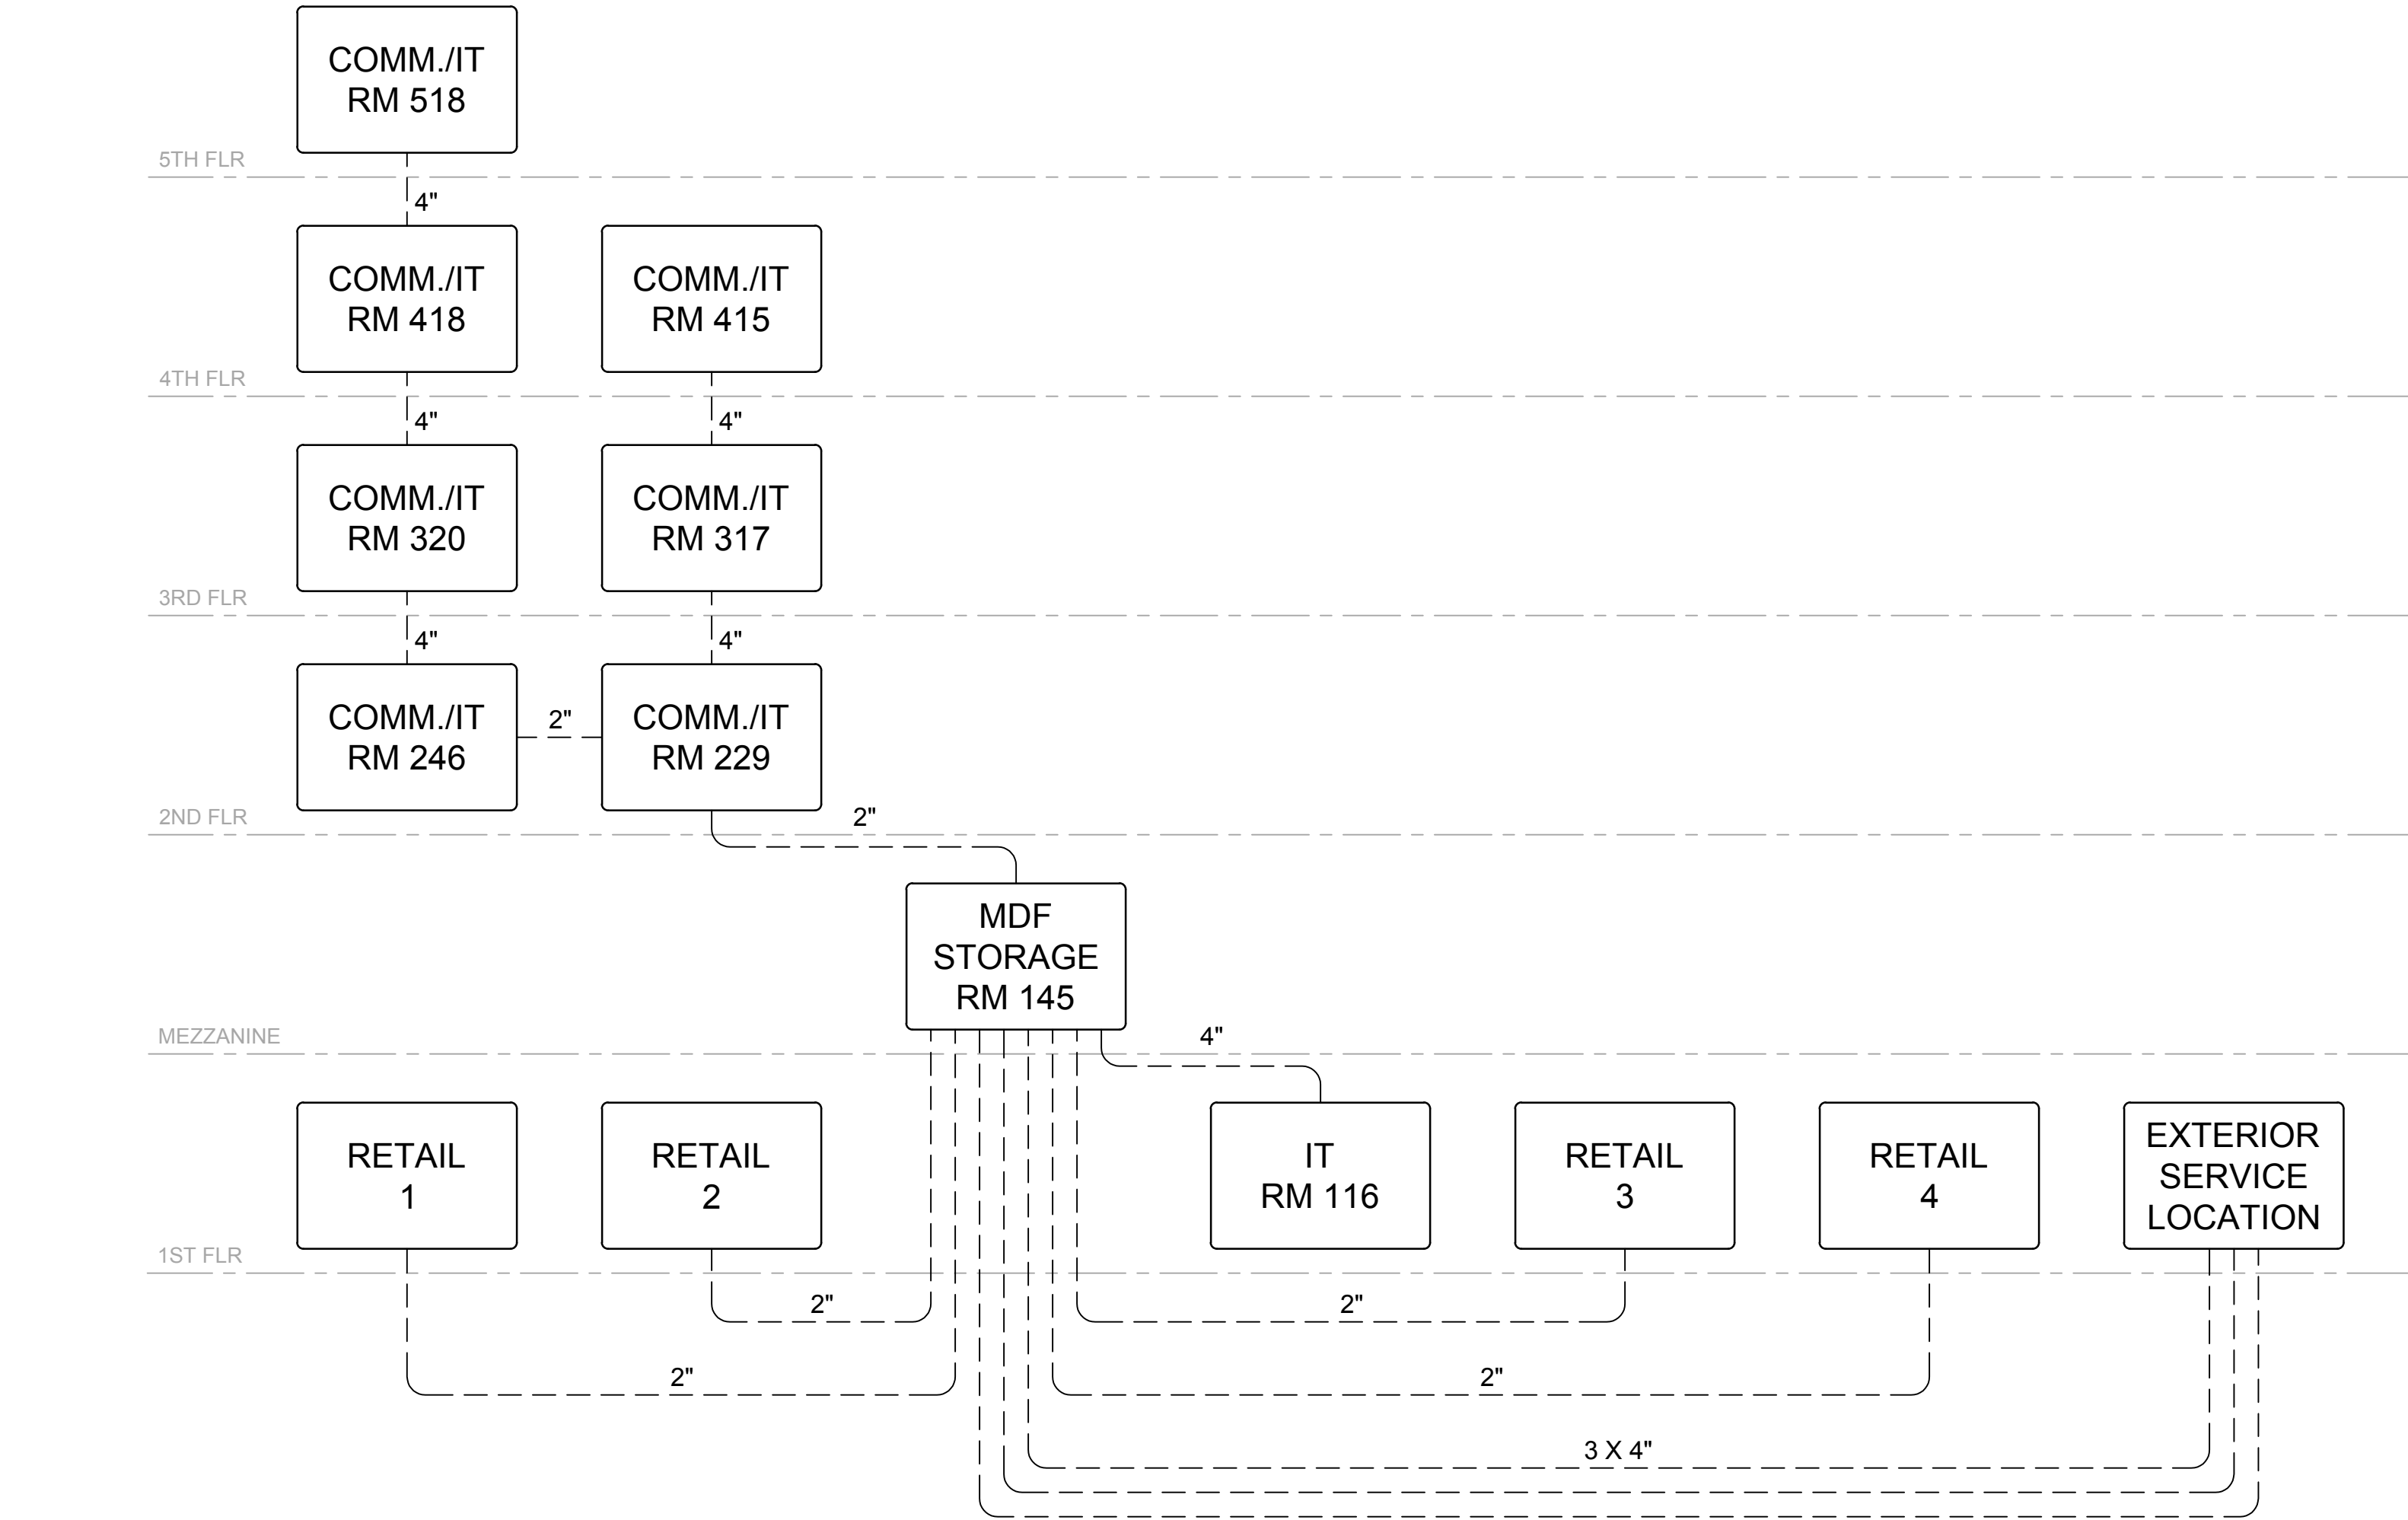 COMM./IT
RM 518
5TH FLR
4"
COMM./IT
RM 418
COMM./IT
RM 415
4TH FLR
4"
4"
COMM./IT
RM 320
COMM./IT
RM 317
3RD FLR
4"
4"
COMM./IT
RM 246
2"
COMM./IT
RM 229
2ND FLR
2"
MDF
STORAGE
RM 145
MEZZANINE
4"
RETAIL
1
RETAIL
2
IT
RM 116
RETAIL
3
RETAIL
4
EXTERIOR
SERVICE
LOCATION
1ST FLR
2"
2"
2"
2"
3 X 4"